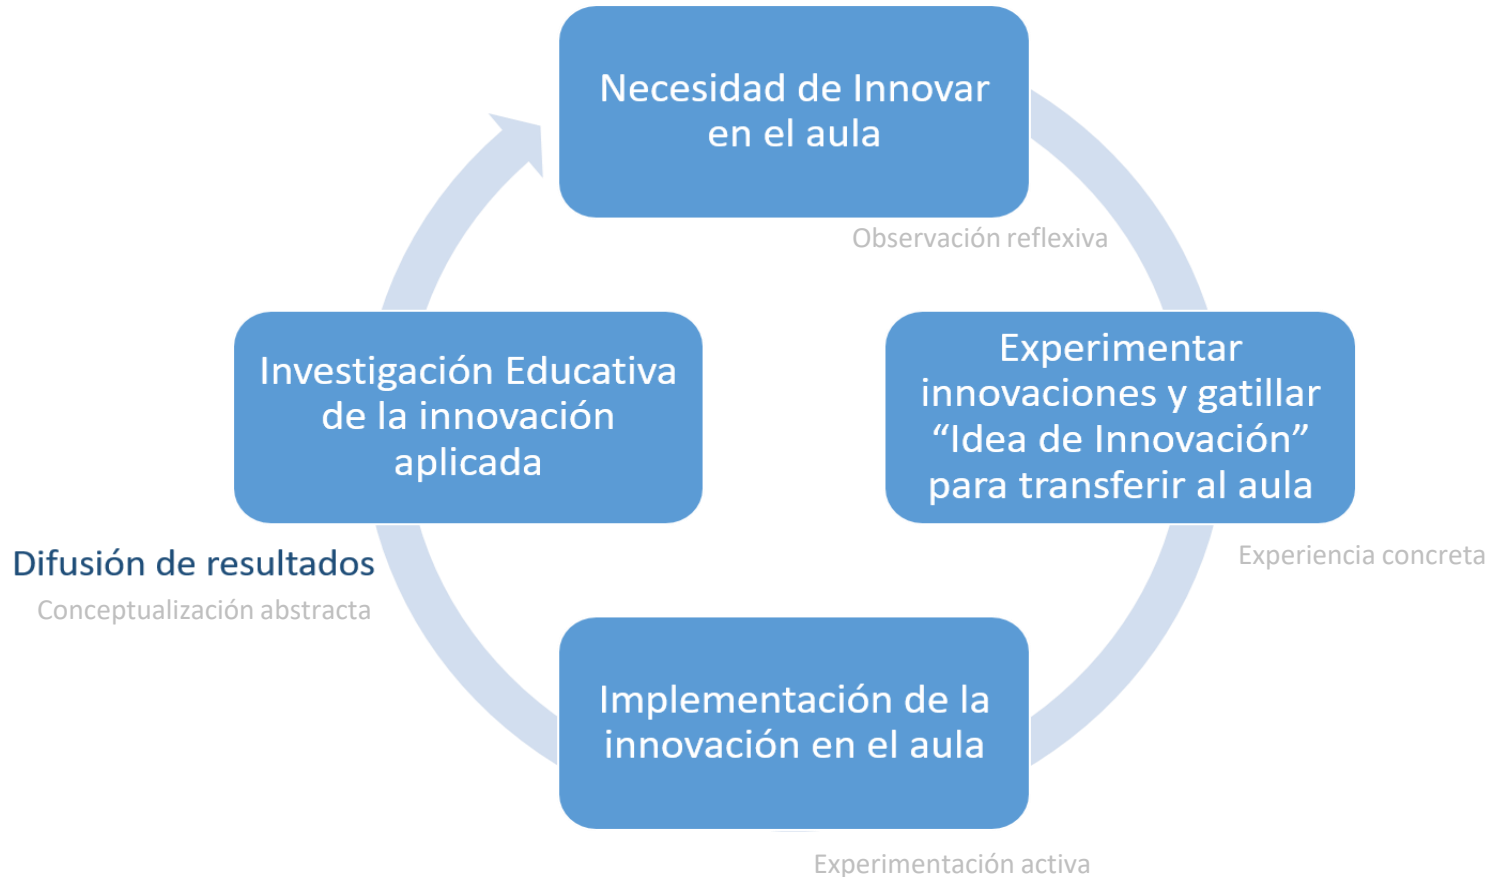 Necesidad de Innovar
en el aula
Observación reflexiva
Experimentar
innovaciones y gatillar
“Idea de Innovación”
para transferir al aula
Experiencia concreta
Implementación de la
innovación en el aula
Experimentación activa
Investigación Educativa
de la innovación
aplicada
Difusión de resultados
Conceptualización abstracta